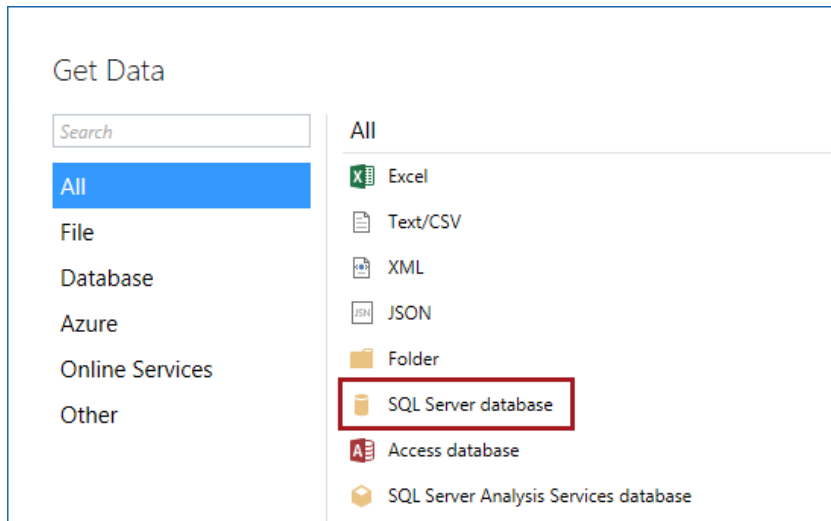 Get Data
Search
All
File
Database
Azure
Online Services
Other
All
Excel
Text/CSV
XML
JSN JSON
Folder
SQL Server database
A Access database
SQL Server Analysis Services database